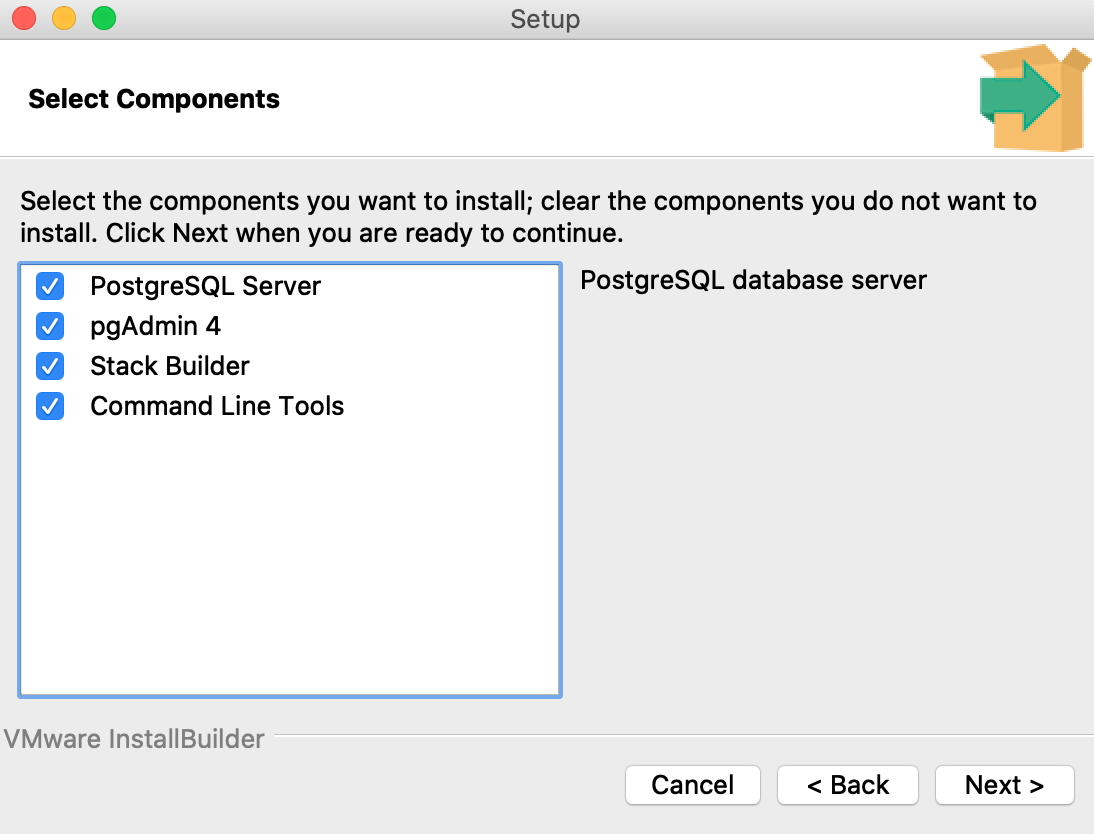 Setup
Select Components
Select the components you want to install; clear the components you do not want to
install. Click Next when you are ready to continue.
PostgreSQL Server
PostgreSQL database server
pgAdmin 4
Stack Builder
Command Line Tools
VMware InstallBuilder
Cancel
< Back
Next >